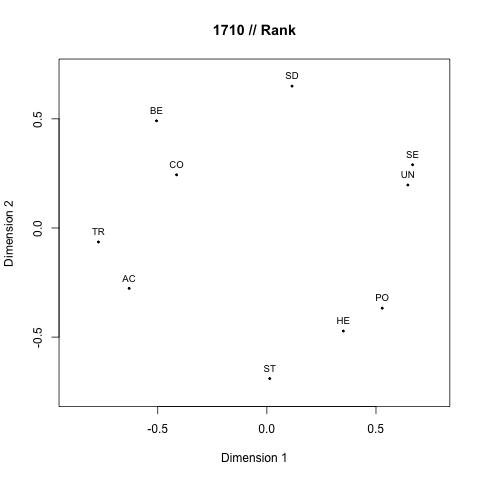 1710 // Rank
SD
BE
SE
CO
UN
TR
AC
PO
HE
ST
0.5
0.0
-0.5
Dimension 2
-0.5
0.0
0.5
Dimension 1